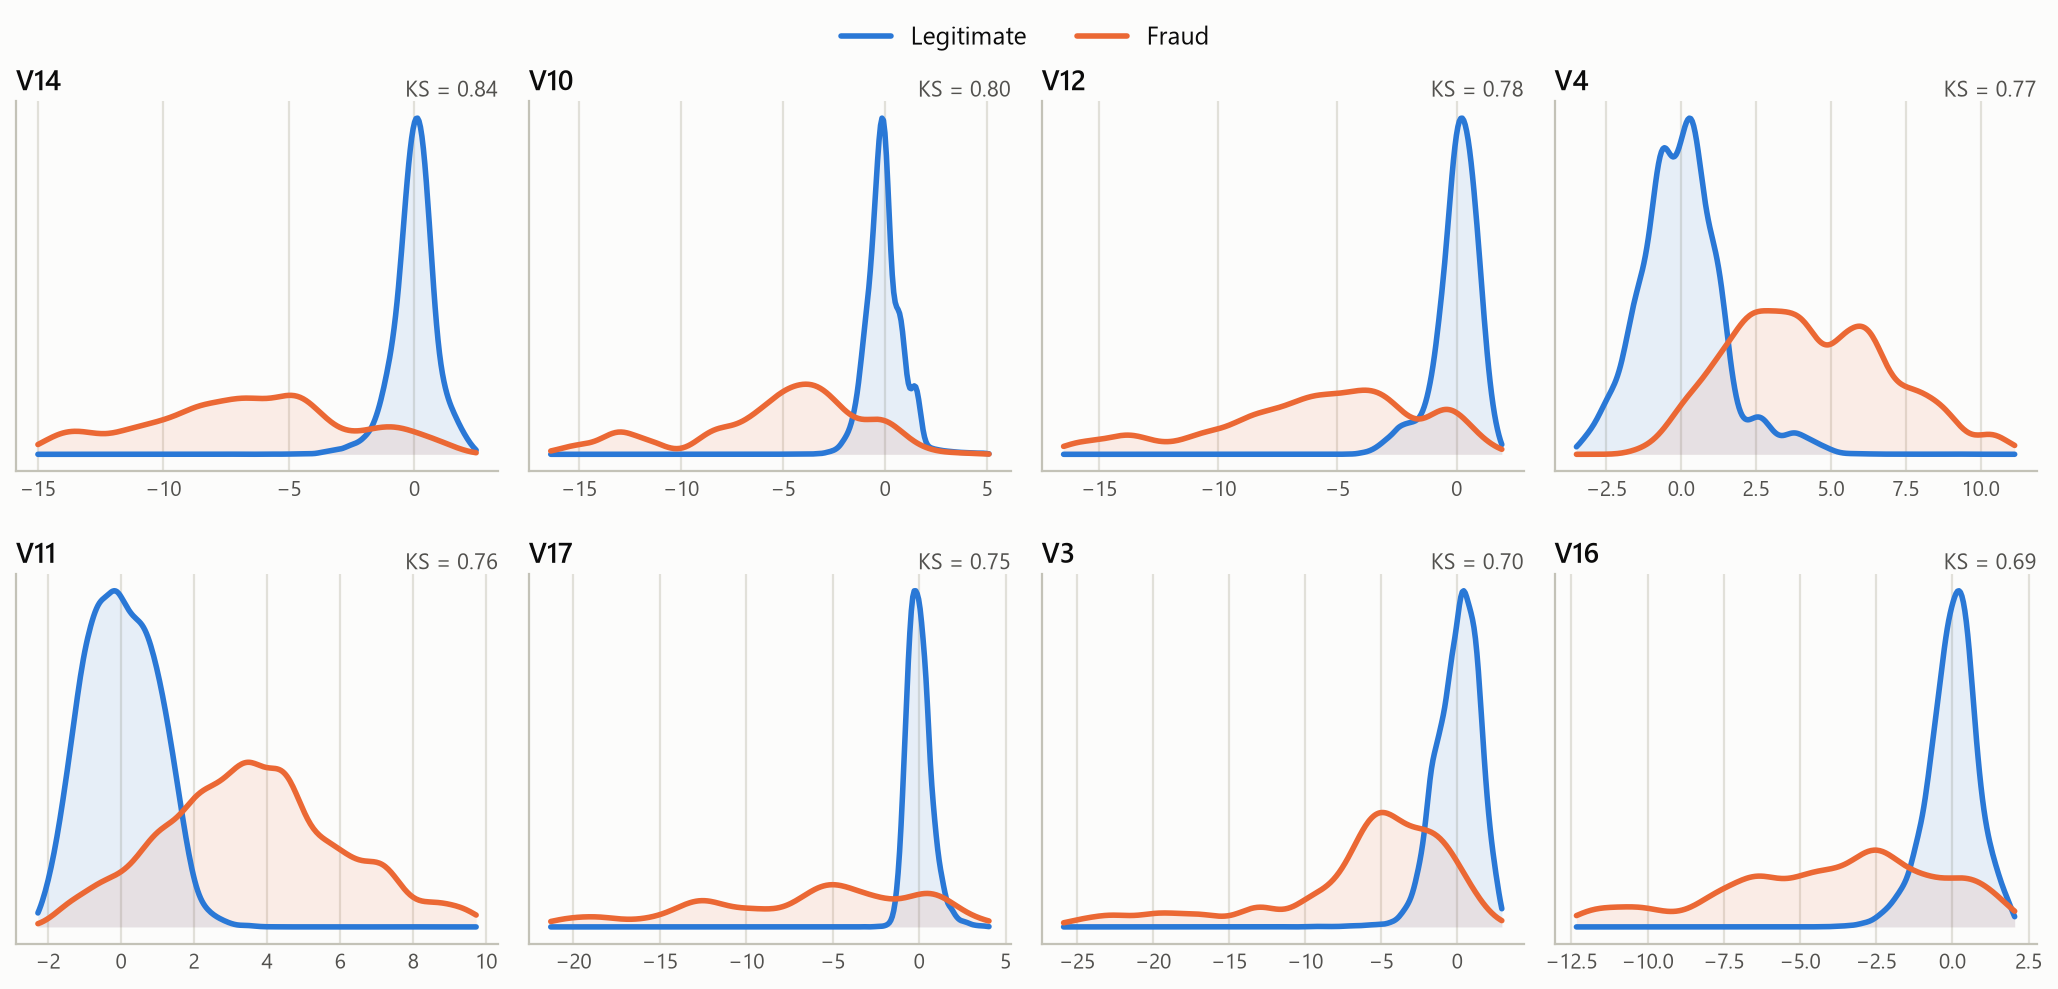 Legitimate Fraud
V14 KS = 0.84
−15 −10 −5 0
V10 KS = 0.80
−15 −10 −5 0 5
V12 KS = 0.78
−15 −10 −5 0
V4 KS = 0.77
−2.5 0.0 2.5 5.0 7.5 10.0
V11 KS = 0.76
−2 0 2 4 6 8 10
V17 KS = 0.75
−20 −15 −10 −5 0 5
V3 KS = 0.70
−25 −20 −15 −10 −5 0
V16 KS = 0.69
−12.5 −10.0 −7.5 −5.0 −2.5 0.0 2.5